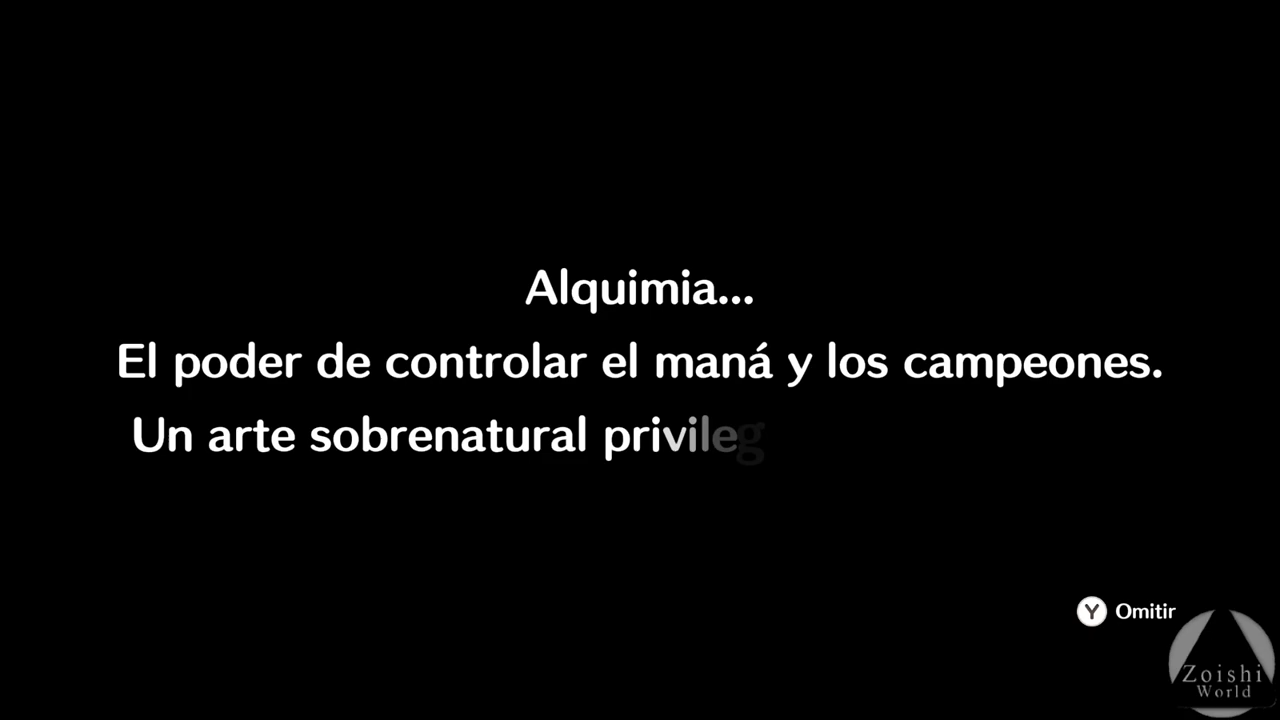 Alquimia...
El poder de controlar el maná y los campeones.
Un arte sobrenatural privileg
Y Omitir
Zoishi
World